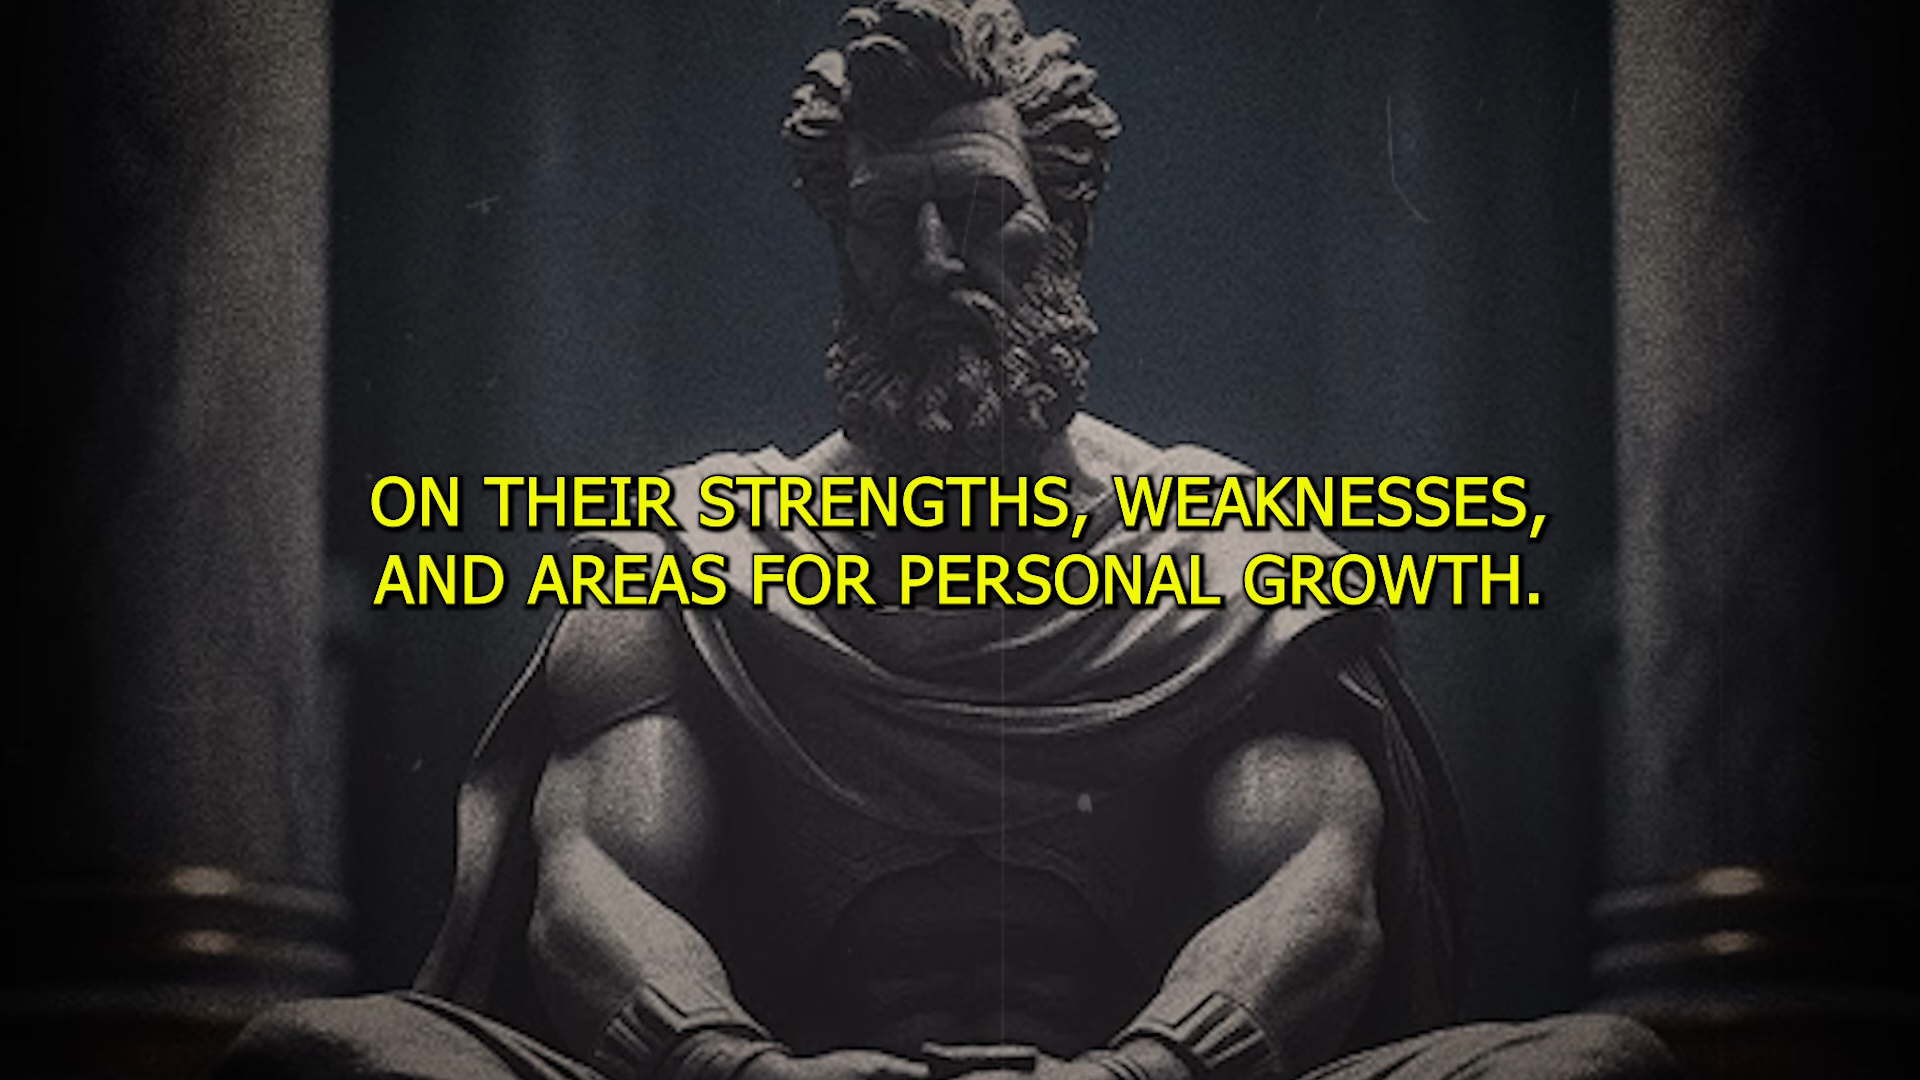 ON THEIR STRENGTHS, WEAKNESSES,
AND AREAS FOR PERSONAL GROWTH.